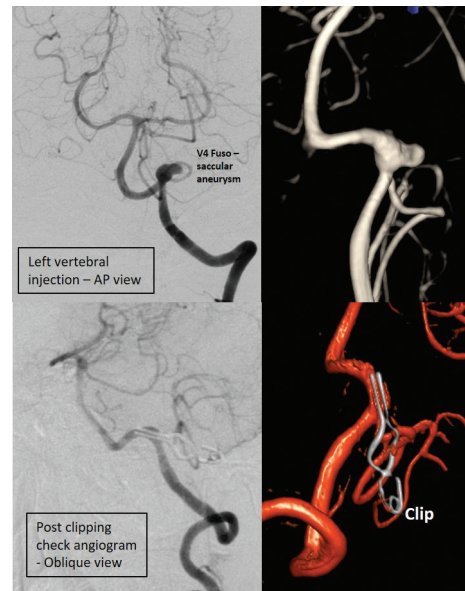 V4 Fuso –
saccular
aneurysm
Left vertebral
injection – AP view
Post clipping
check angiogram
- Oblique view
Clip